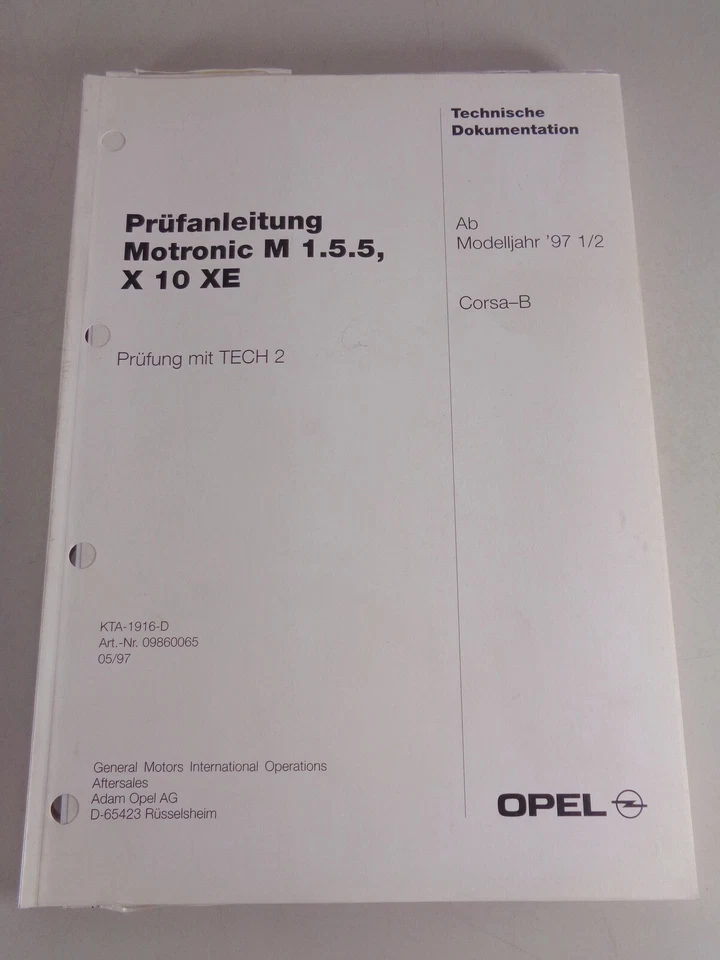 Technische
Dokumentation
Prüfanleitung
Motronic M 1.5.5,
X 10 XE
Prüfung mit TECH 2
Ab
Modelljahr '97 1/2
Corsa–B
KTA-1916-D
Art.-Nr. 09860065
05/97
General Motors International Operations
Aftersales
Adam Opel AG
D-65423 Rüsselsheim
OPEL